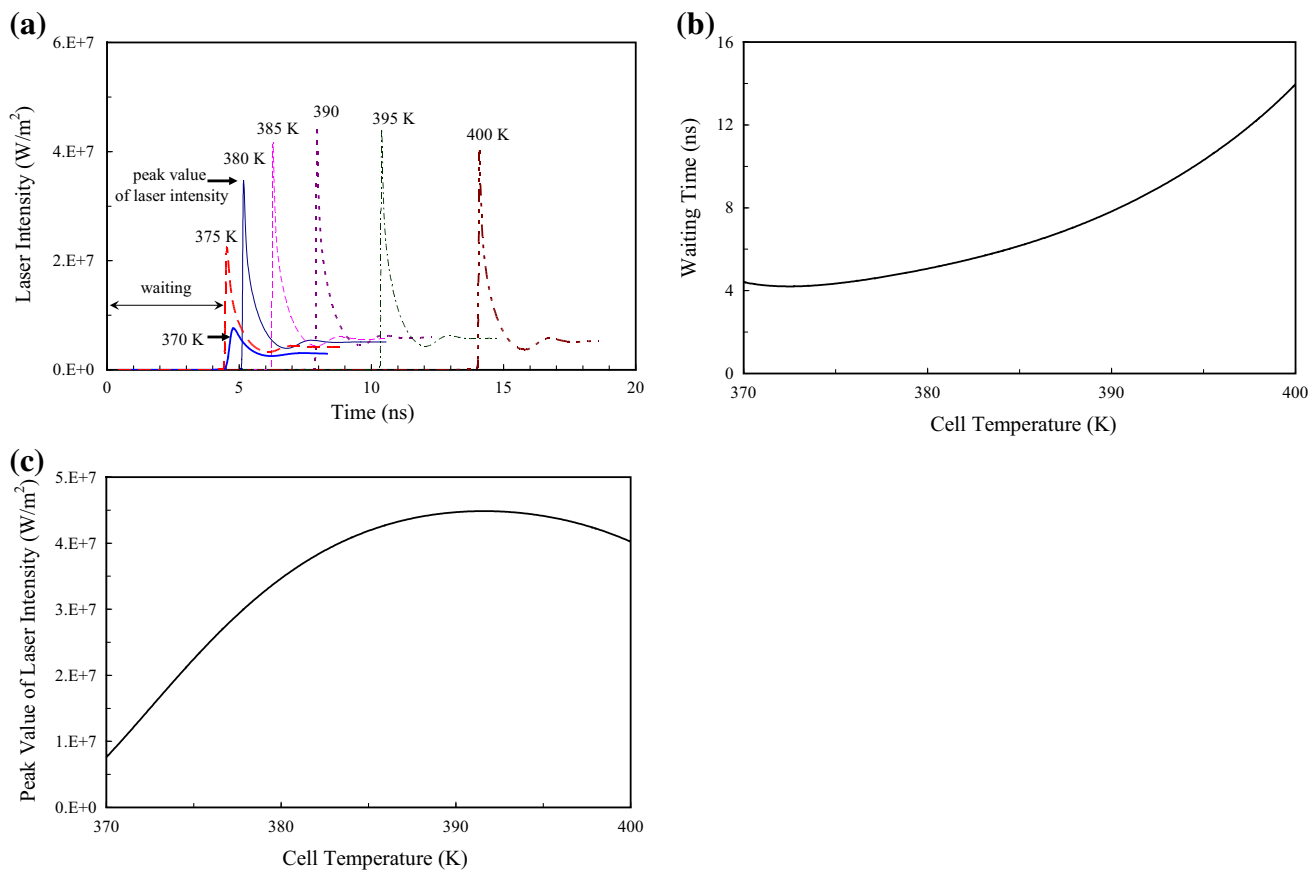 (a)
6.E+7
4.E+7
2.E+7
0.E+0
Laser Intensity (W/m²)
390
385 K
395 K
400 K
380 K
peak value
of laser intensity
375 K
waiting
370 K
0 5 10 15 20
Time (ns)
(b)
16
12
8
4
0
Waiting Time (ns)
370 380 390 400
Cell Temperature (K)
(c)
5.E+7
4.E+7
3.E+7
2.E+7
1.E+7
0.E+0
Peak Value of Laser Intensity (W/m²)
370 380 390 400
Cell Temperature (K)